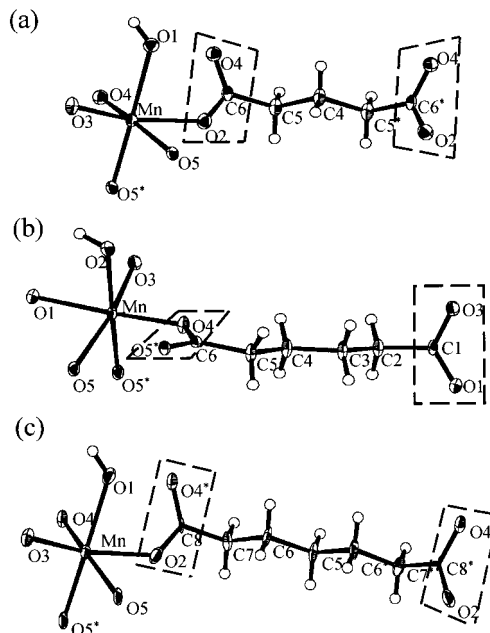 (a)
O1 O4 O4
O4 Mn C6 C4 C6*
O3 O2 C5 C5* O2
O5
O5*
(b)
O2 O3
Mn O3
O1 O4
O5* C6 C5 C4 C3 C2 C1
O5 O5* O1
(c)
O1 O4*
O4 C8 C6 C6 O4
O3 Mn O2 C7 C5 C7* C8*
O5* O5 O2